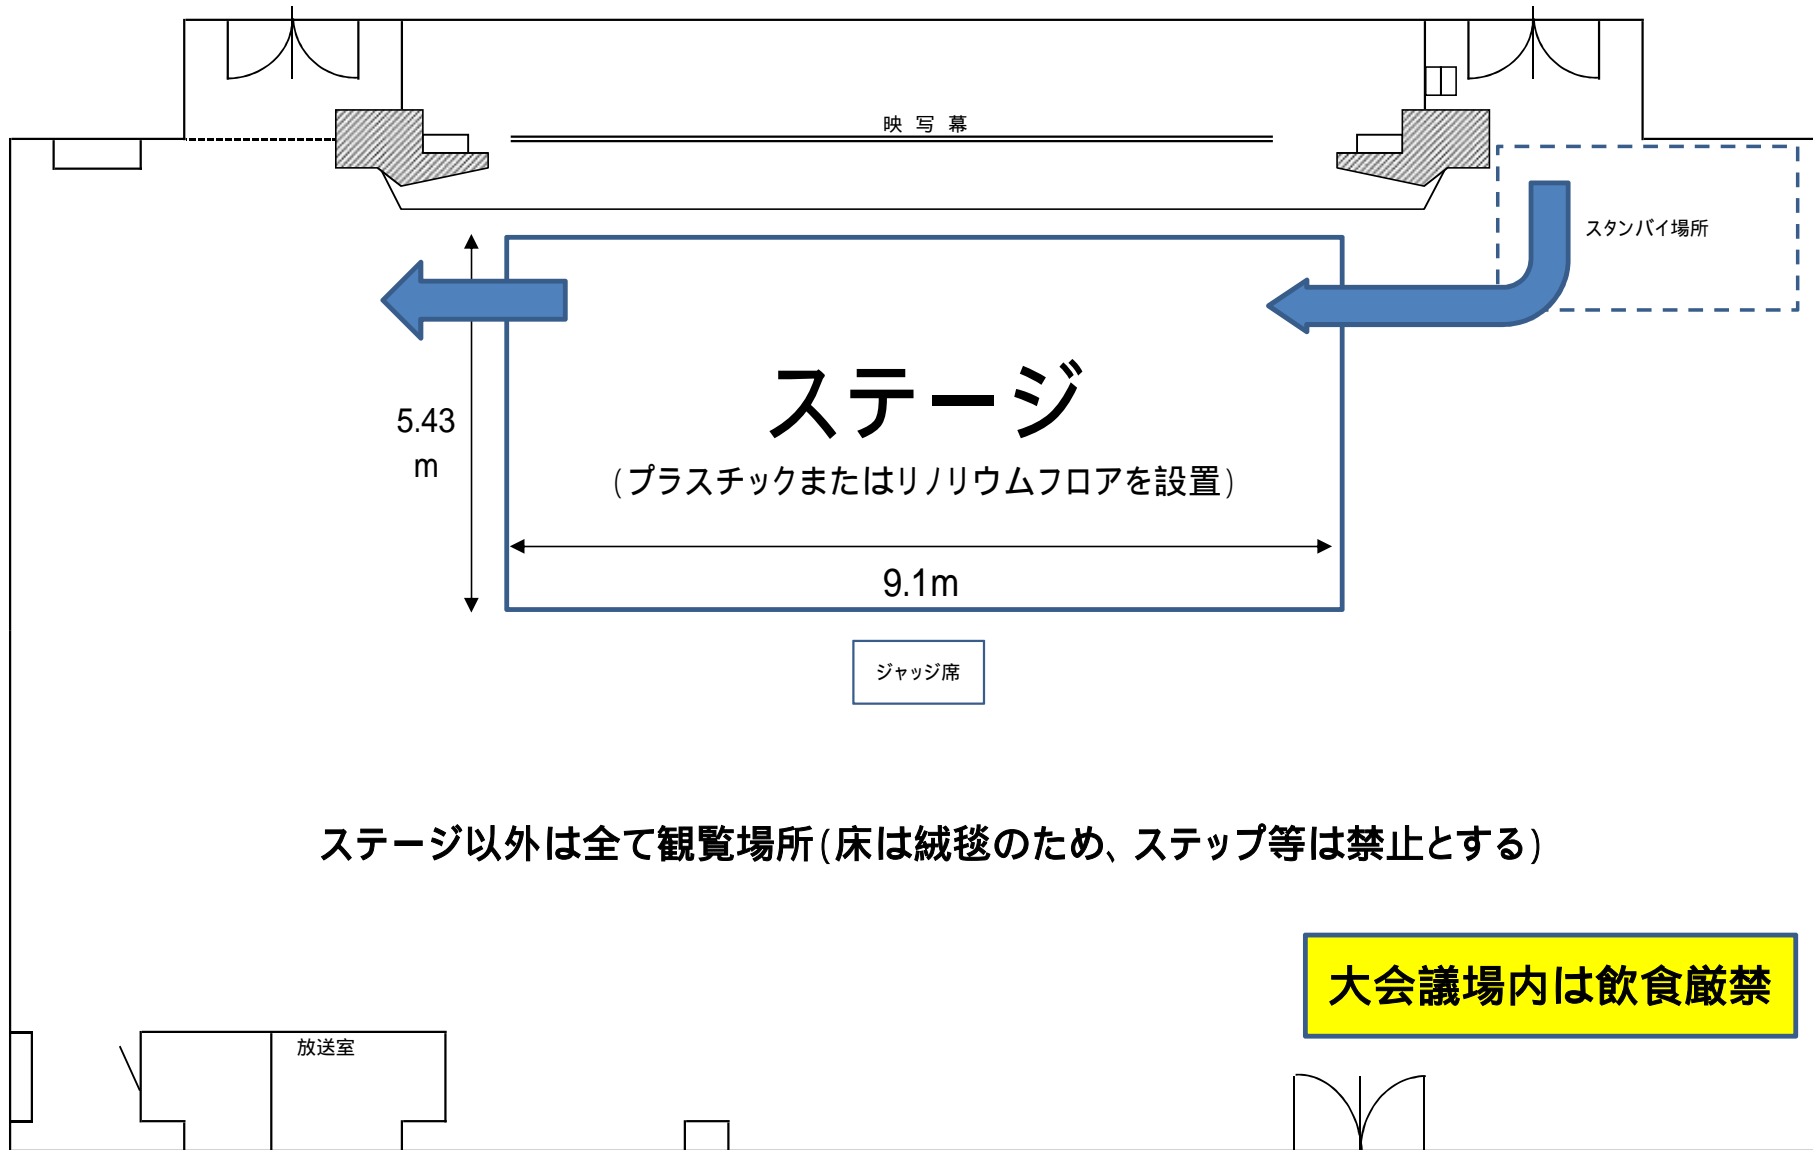 映 写 幕
スタンバイ場所
ステージ
5.43
m
(プラスチックまたはリノリウムフロアを設置)
9.1m
ジャッジ席
ステージ以外は全て観覧場所(床は絨毯のため、ステップ等は禁止とする)
大会議場内は飲食厳禁
放送室